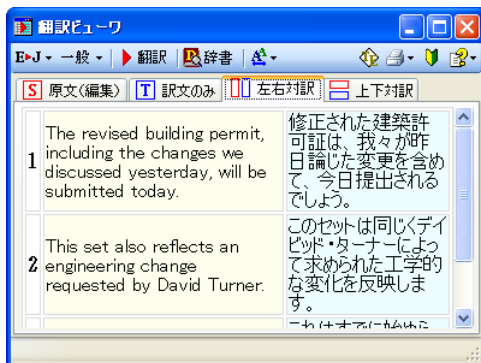 翻訳ビューワ
E▸J 一般 翻訳 辞書
S 原文(編集) T 訳文のみ 左右対訳 上下対訳
1
The revised building permit,
including the changes we
discussed yesterday, will be
submitted today.
修正された建築許
可証は、我々が昨
日論じた変更を含め
て、今日提出される
でしょう。
2
This set also reflects an
engineering change
requested by David Turner.
このセットは同じくデイ
ビッド・ターナーによっ
て求められた工学的
な変化を反映しま
す。